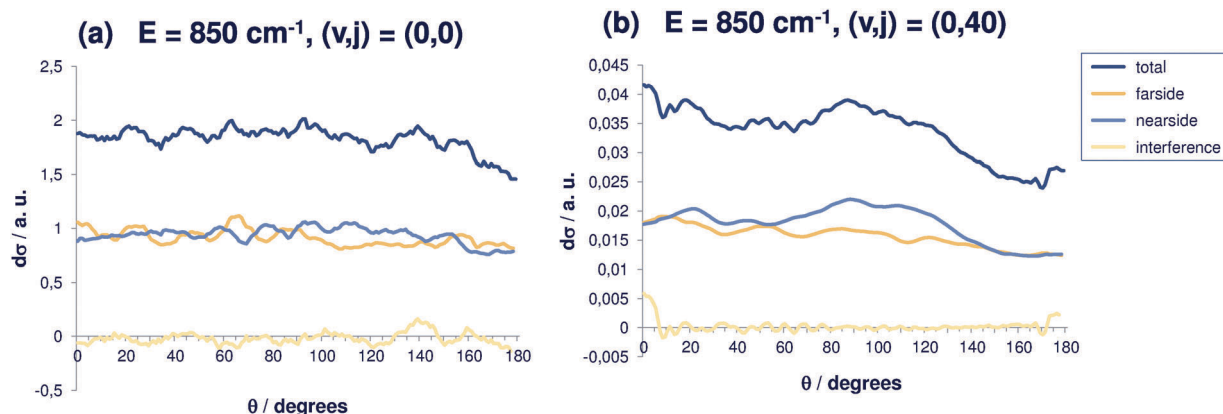 (a) E = 850 cm⁻¹, (v,j) = (0,0)
2,5
2
1,5
1
0,5
0
-0,5
dσ / a. u.
0 20 40 60 80 100 120 140 160 180
θ / degrees
(b) E = 850 cm⁻¹, (v,j) = (0,40)
0,045
0,04
0,035
0,03
0,025
0,02
0,015
0,01
0,005
0
-0,005
dσ / a. u.
0 20 40 60 80 100 120 140 160 180
θ / degrees
total
farside
nearside
interference